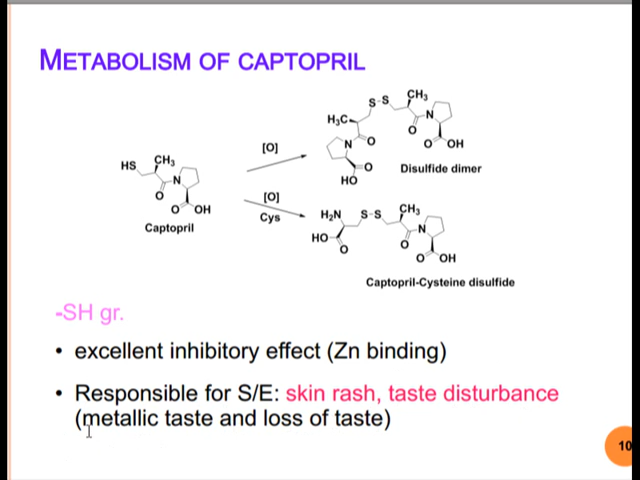 METABOLISM OF CAPTOPRIL
HS
CH3
N
O
O
OH
Captopril
[O]
[O]
Cys
S-S
CH3
H3C
N
O
O
OH
N
O
O
HO
Disulfide dimer
H2N
S-S
CH3
HO
O
N
O
O
OH
Captopril-Cysteine disulfide
-SH gr.
• excellent inhibitory effect (Zn binding)
• Responsible for S/E: skin rash, taste disturbance
(metallic taste and loss of taste)
10